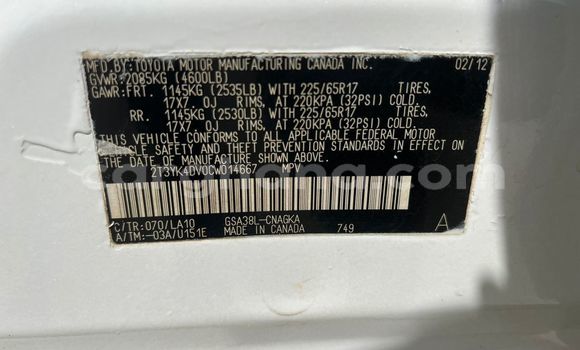 MFD.BY:TOYOTA MOTOR MANUFACTURING CANADA INC. 02/12
GVWR:2085KG (4600LB)
GAWR:FRT. 1145KG (2535LB) WITH 225/65R17 TIRES,
17X7.0J RIMS, AT 220KPA (32PSI) COLD.
RR. 1145KG (2530LB) WITH 225/65R17 TIRES,
17X7.0J RIMS, AT 220KPA (32PSI) COLD.
THIS VEHICLE CONFORMS TO ALL APPLICABLE FEDERAL MOTOR
VEHICLE SAFETY AND THEFT PREVENTION STANDARDS IN EFFECT ON
THE DATE OF MANUFACTURE SHOWN ABOVE.
2T3YK4DV0CW014667 MPV
C/TR:070/LA10 GSA38L-CNAGKA
A/TM:-03A/U151E MADE IN CANADA 749 A